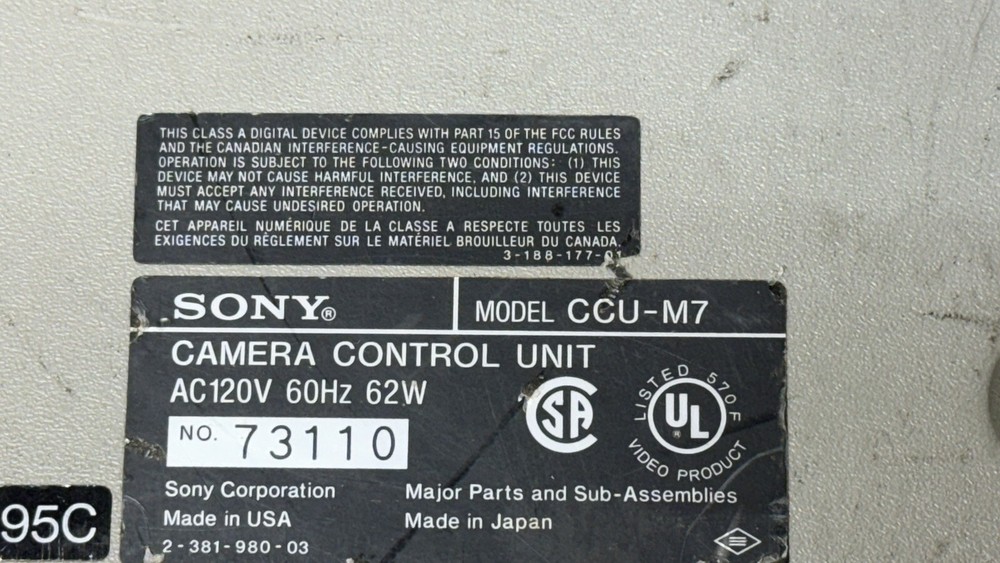 THIS CLASS A DIGITAL DEVICE COMPLIES WITH PART 15 OF THE FCC RULES
AND THE CANADIAN INTERFERENCE-CAUSING EQUIPMENT REGULATIONS.
OPERATION IS SUBJECT TO THE FOLLOWING TWO CONDITIONS: (1) THIS
DEVICE MAY NOT CAUSE HARMFUL INTERFERENCE, AND (2) THIS DEVICE
MUST ACCEPT ANY INTERFERENCE RECEIVED, INCLUDING INTERFERENCE
THAT MAY CAUSE UNDESIRED OPERATION.
CET APPAREIL NUMÉRIQUE DE LA CLASSE A RESPECTE TOUTES LES
EXIGENCES DU RÉGLEMENT SUR LE MATÉRIEL BROUILLEUR DU CANADA.
3-188-177-01
SONY® MODEL CCU-M7
CAMERA CONTROL UNIT
AC120V 60Hz 62W
NO. 73110
SA
LISTED 570F
UL®
VIDEO PRODUCT
Sony Corporation
Made in USA
2-381-980-03
Major Parts and Sub-Assemblies
Made in Japan
95C